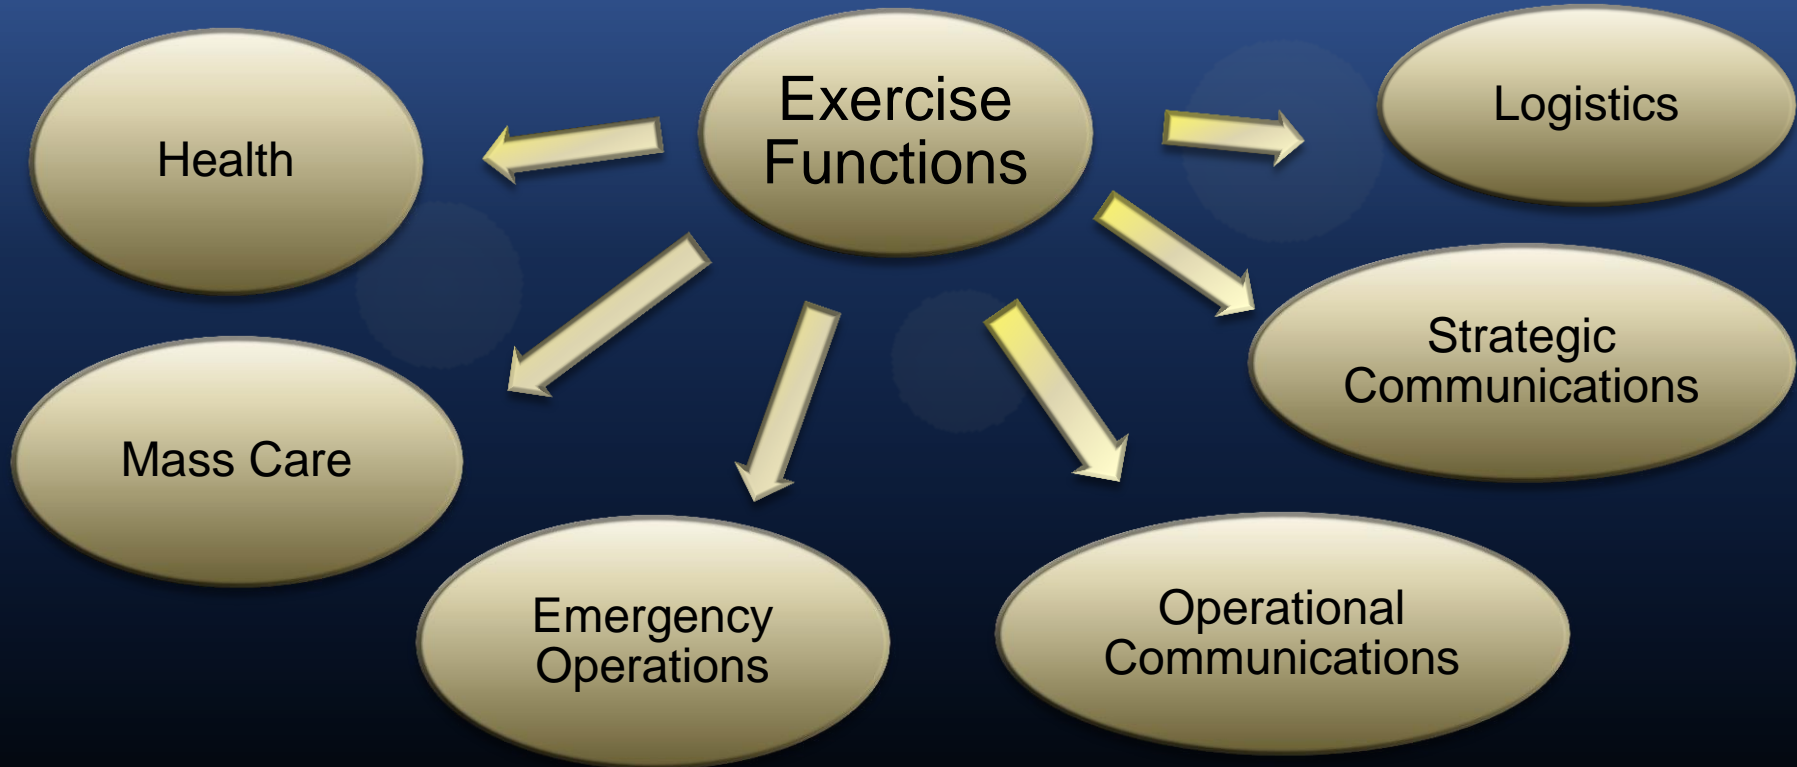 Exercise
Functions
Health
Logistics
Strategic
Communications
Mass Care
Emergency
Operations
Operational
Communications